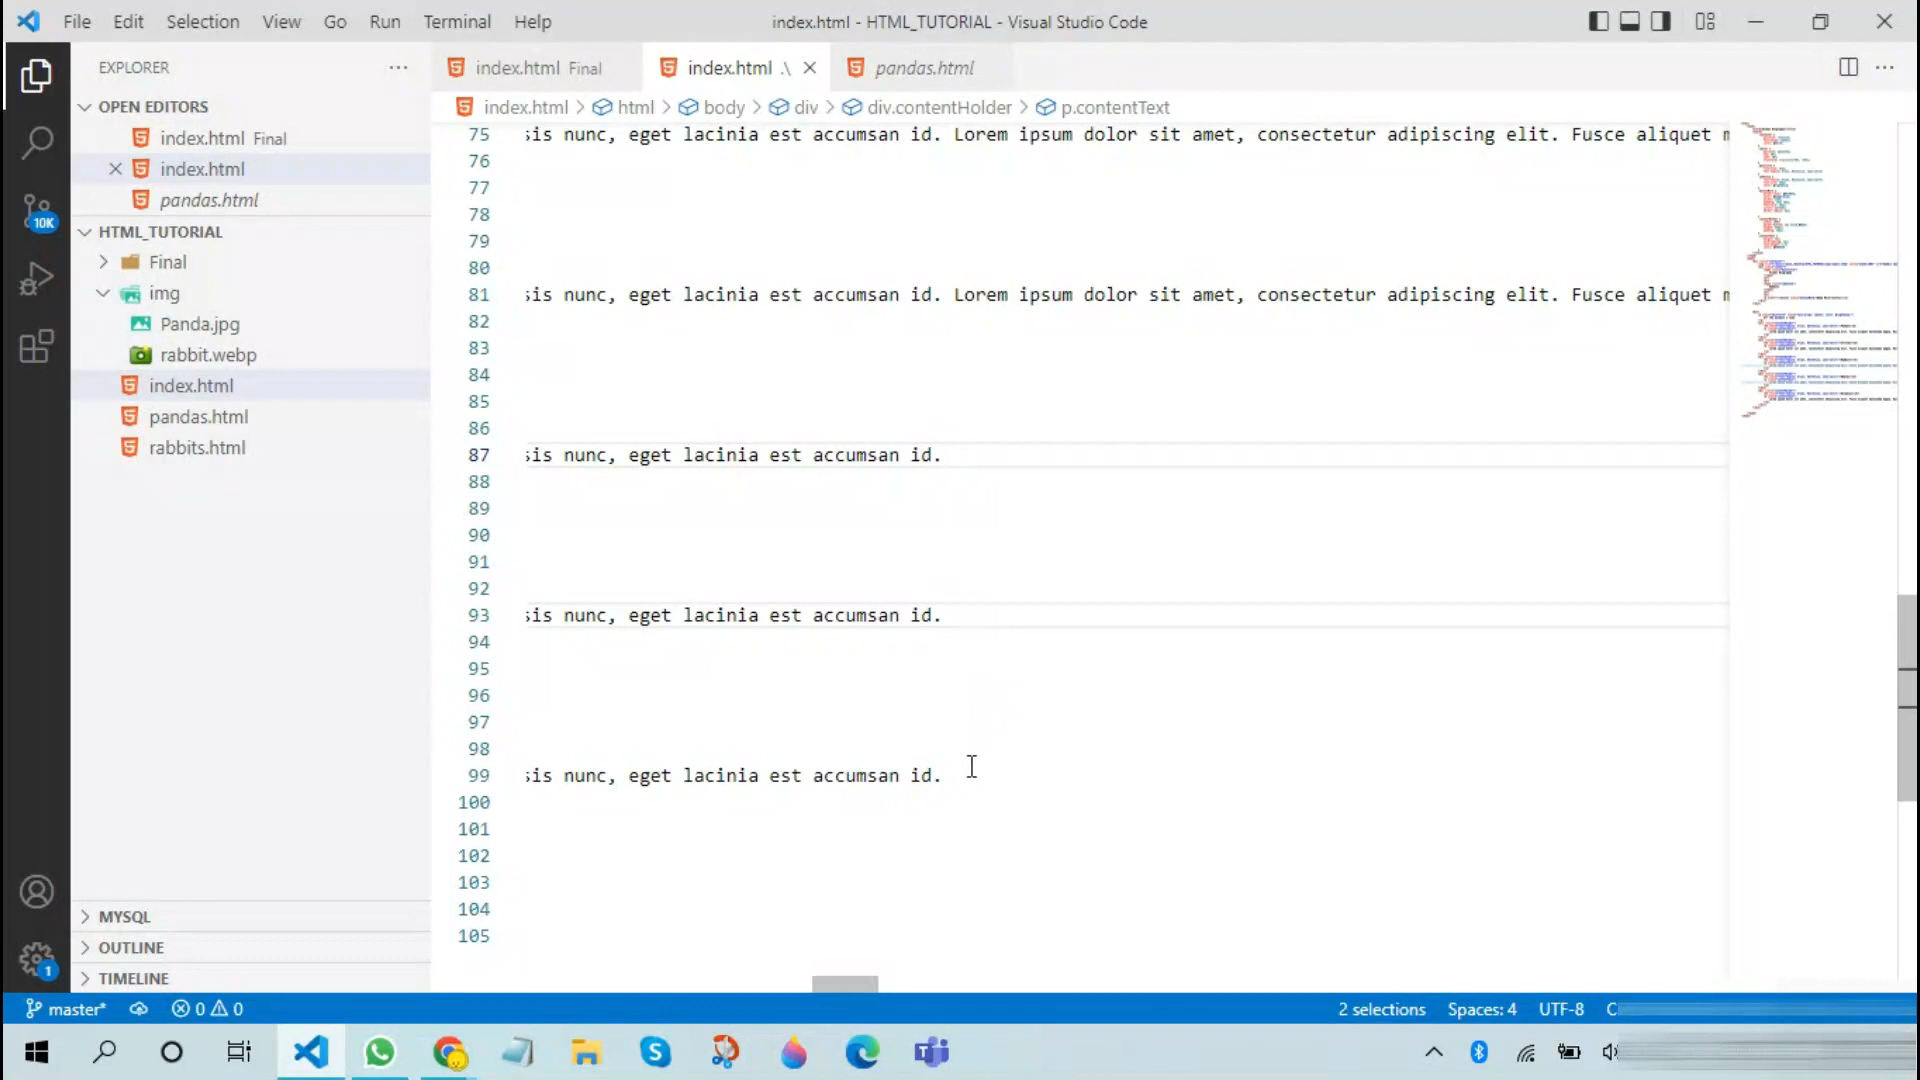 File Edit Selection View Go Run Terminal Help
index.html - HTML_TUTORIAL - Visual Studio Code
EXPLORER
OPEN EDITORS
index.html Final
index.html
pandas.html
HTML_TUTORIAL
Final
img
Panda.jpg
rabbit.webp
index.html
pandas.html
rabbits.html
MYSQL
OUTLINE
TIMELINE
10K
1
index.html Final
index.html .\
pandas.html
index.html > html > body > div > div.contentHolder > p.contentText
75 sis nunc, eget lacinia est accumsan id. Lorem ipsum dolor sit amet, consectetur adipiscing elit. Fusce aliquet
76
77
78
79
80
81 sis nunc, eget lacinia est accumsan id. Lorem ipsum dolor sit amet, consectetur adipiscing elit. Fusce aliquet
82
83
84
85
86
87 sis nunc, eget lacinia est accumsan id.
88
89
90
91
92
93 sis nunc, eget lacinia est accumsan id.
94
95
96
97
98
99 sis nunc, eget lacinia est accumsan id.
100
101
102
103
104
105
master* 0 0
2 selections Spaces: 4 UTF-8